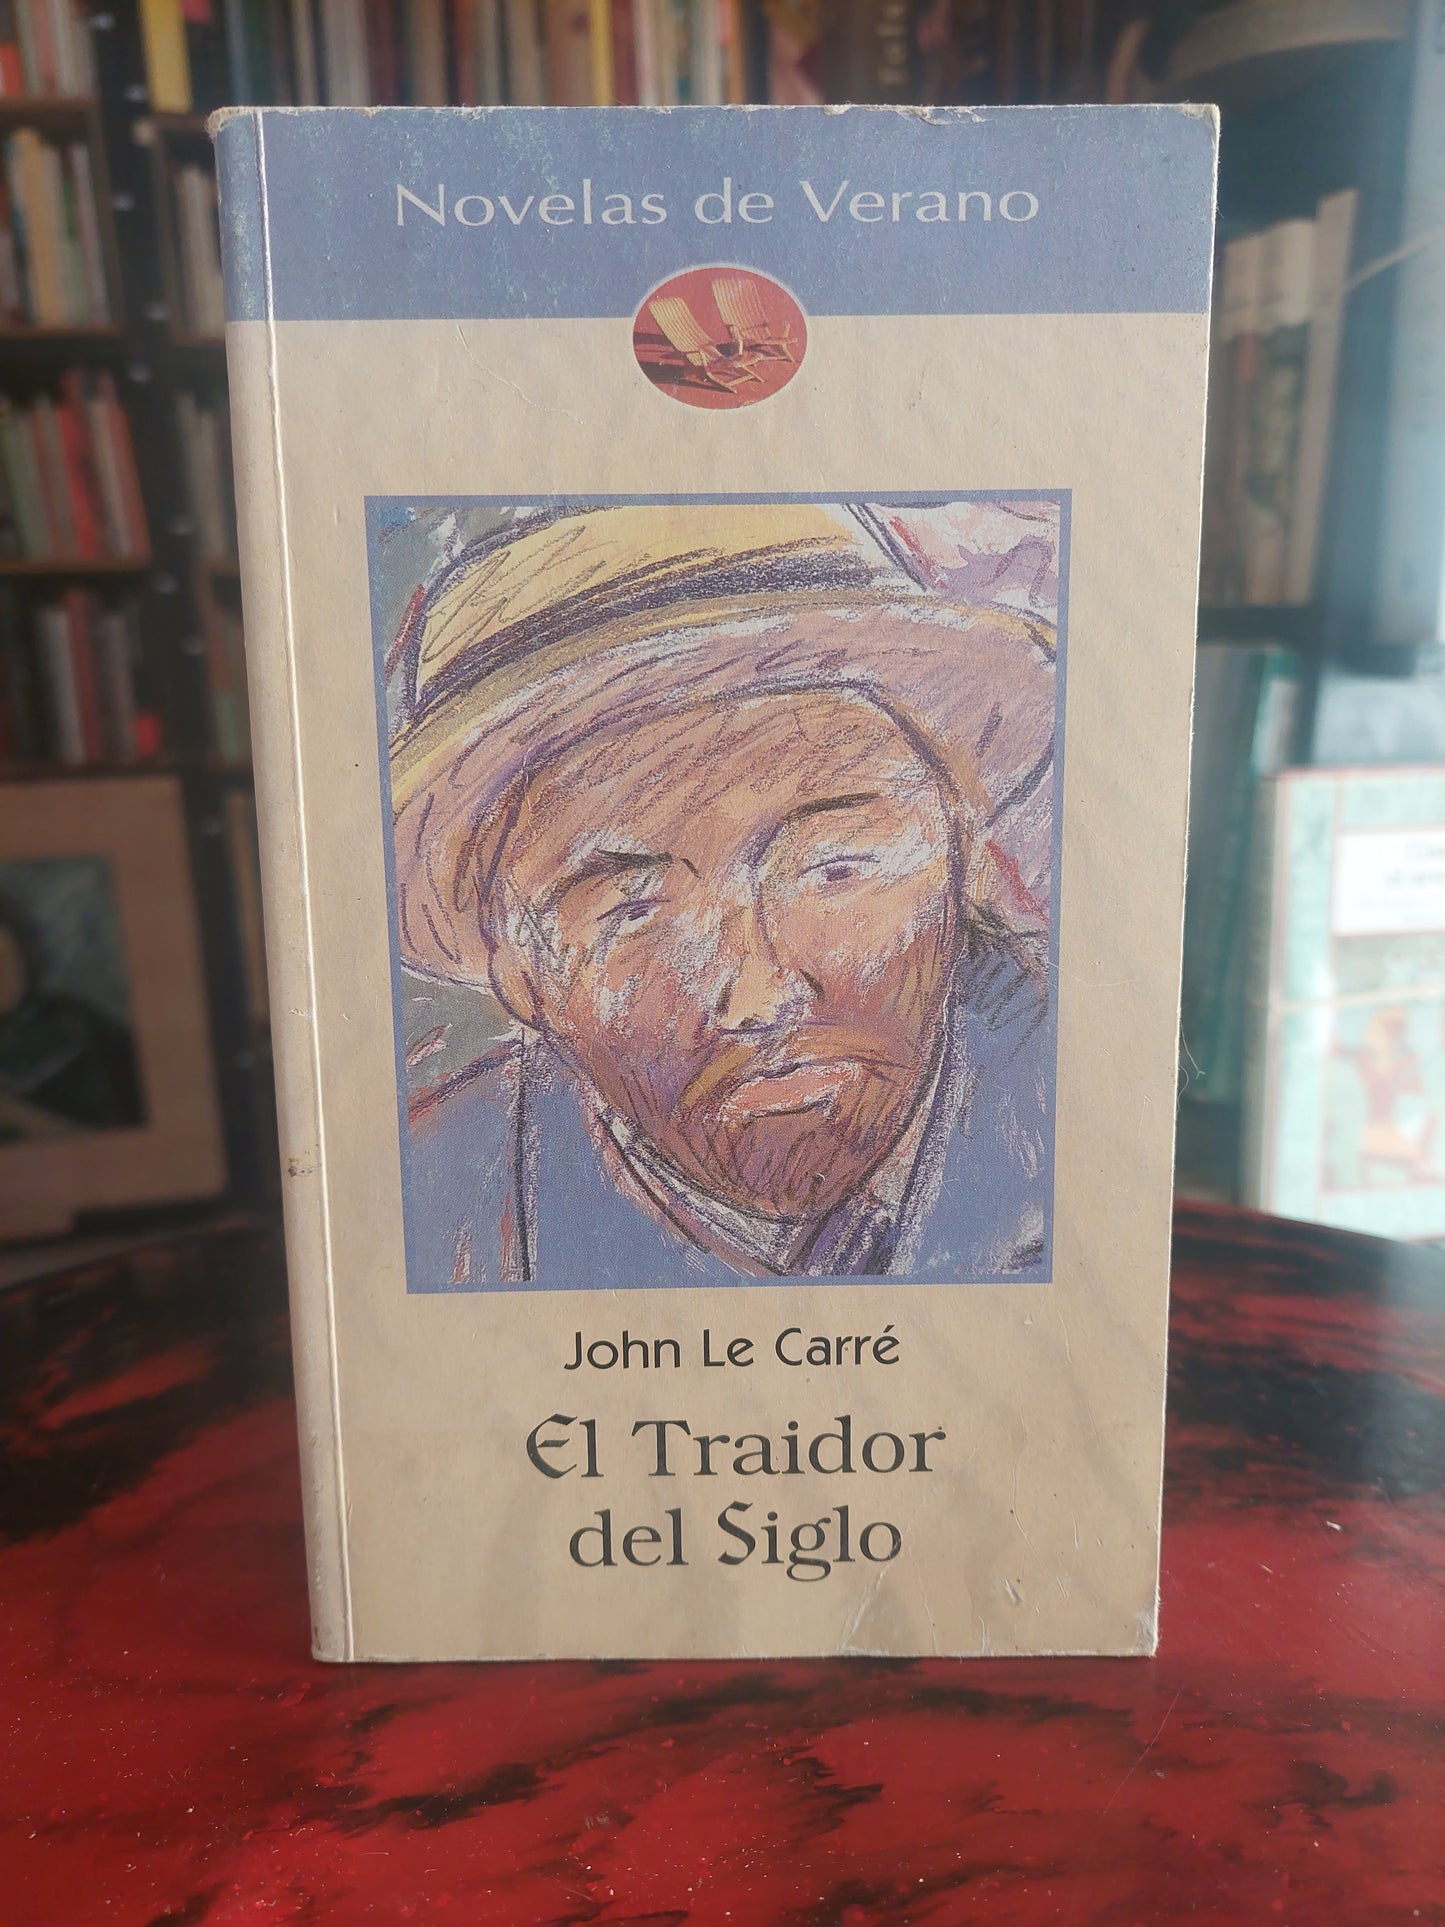 Novelas de Verano
John Le Carré
El Traidor
del Siglo